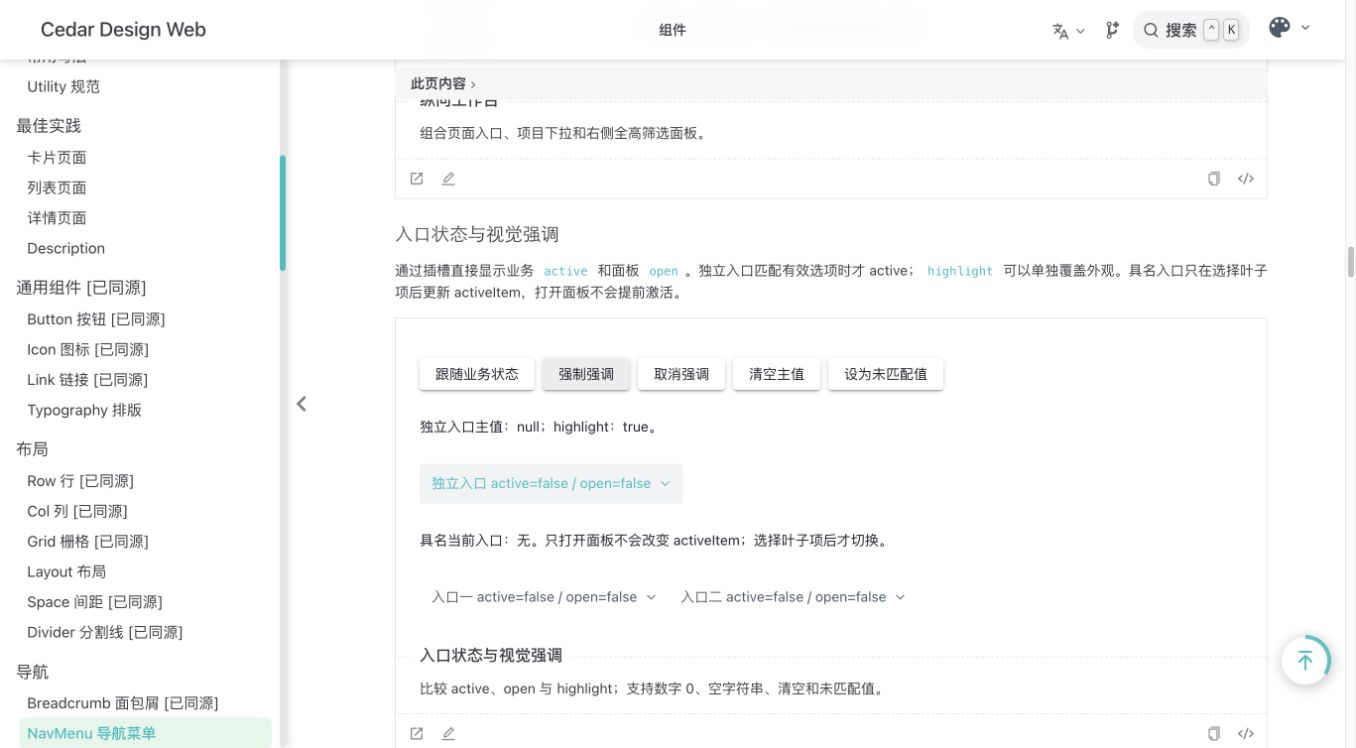 Cedar Design Web
组件
搜索 ^ K
常用写法
Utility 规范
最佳实践
卡片页面
列表页面
详情页面
Description
通用组件 [已同源]
Button 按钮 [已同源]
Icon 图标 [已同源]
Link 链接 [已同源]
Typography 排版
布局
Row 行 [已同源]
Col 列 [已同源]
Grid 栅格 [已同源]
Layout 布局
Space 间距 [已同源]
Divider 分割线 [已同源]
导航
Breadcrumb 面包屑 [已同源]
NavMenu 导航菜单
此页内容
纵向工作台
组合页面入口、项目下拉和右侧全高筛选面板。
入口状态与视觉强调
通过插槽直接显示业务 active 和面板 open 。独立入口匹配有效选项时才 active； highlight 可以单独覆盖外观。具名入口只在选择叶子
项后更新 activeItem，打开面板不会提前激活。
跟随业务状态 强制强调 取消强调 清空主值 设为未匹配值
独立入口主值：null；highlight：true。
独立入口 active=false / open=false
具名当前入口：无。只打开面板不会改变 activeItem；选择叶子项后才切换。
入口一 active=false / open=false 入口二 active=false / open=false
入口状态与视觉强调
比较 active、open 与 highlight；支持数字 0、空字符串、清空和未匹配值。